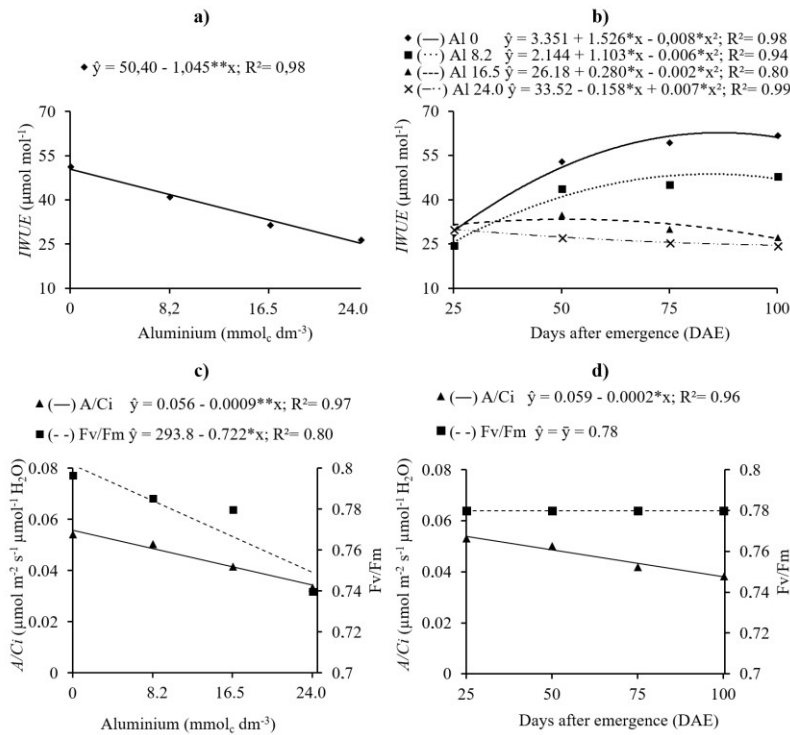 a)
♦ ŷ = 50,40 - 1,045**x; R²= 0,98
IWUE (μmol mol⁻¹)
70
55
40
25
10
0 8,2 16.5 24.0
Aluminium (mmol꜀ dm⁻³)
b)
♦ (—) Al 0 ŷ = 3.351 + 1.526*x - 0,008*x²; R²= 0.98
■ (····) Al 8.2 ŷ = 2.144 + 1.103*x - 0.006*x²; R²= 0.94
▲ (- -) Al 16.5 ŷ = 26.18 + 0.280*x - 0.002*x²; R²= 0.80
✕ (-··-) Al 24.0 ŷ = 33.52 - 0.158*x + 0.007*x²; R²= 0.99
IWUE (μmol mol⁻¹)
70
55
40
25
10
25 50 75 100
Days after emergence (DAE)
c)
▲ (—) A/Ci ŷ = 0.056 - 0.0009**x; R²= 0.97
■ (- -) Fv/Fm ŷ = 293.8 - 0.722*x; R²= 0.80
A/Ci (μmol m⁻² s⁻¹ μmol⁻¹ H₂O)
0.08
0.06
0.04
0.02
0
0.8
0.78
0.76
0.74
0.72
0.7
Fv/Fm
0 8.2 16.5 24.0
Aluminium (mmol꜀ dm⁻³)
d)
▲ (—) A/Ci ŷ = 0.059 - 0.0002*x; R²= 0.96
■ (- -) Fv/Fm ŷ = ȳ = 0.78
A/Ci (μmol m⁻² s⁻¹ μmol⁻¹ H₂O)
0.08
0.06
0.04
0.02
0
0.8
0.78
0.76
0.74
0.72
0.7
Fv/Fm
25 50 75 100
Days after emergence (DAE)